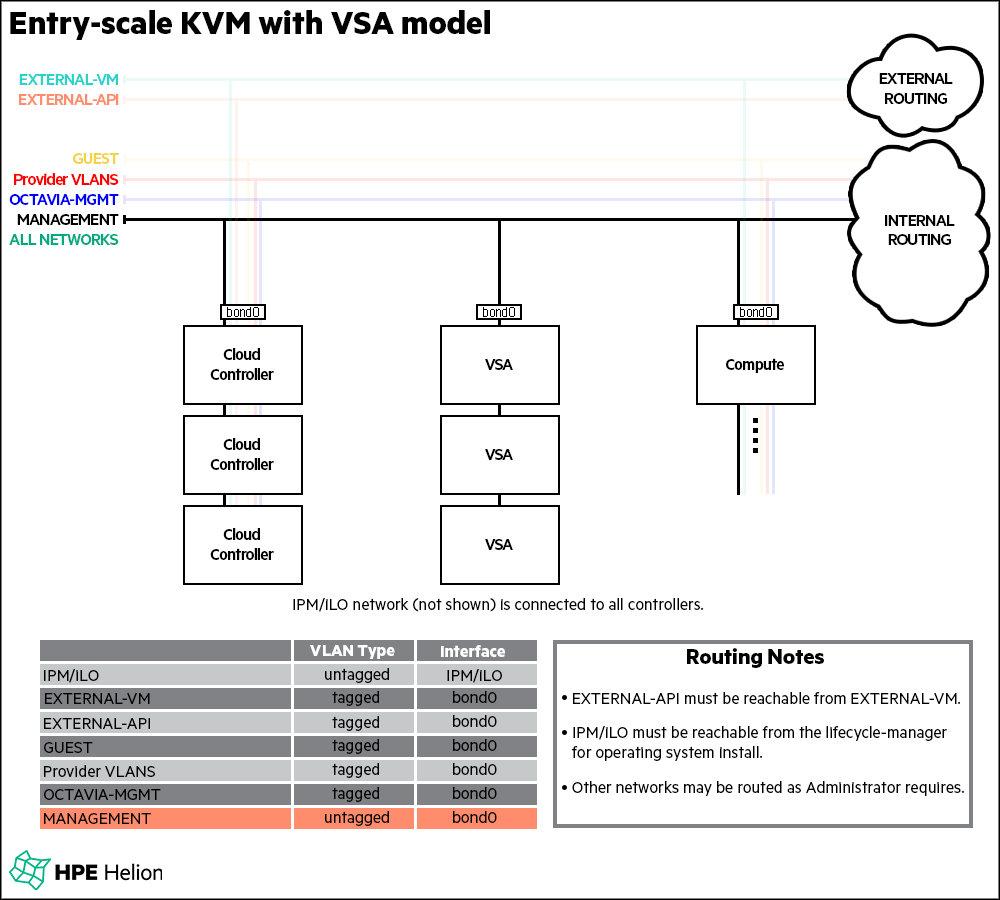 Entry-scale KVM with VSA model
EXTERNAL-VM
EXTERNAL-API
EXTERNAL
ROUTING
GUEST
Provider VLANS
OCTAVIA-MGMT
MANAGEMENT
ALL NETWORKS
INTERNAL
ROUTING
bond0
bond0
bond0
Cloud
Controller
VSA
Compute
Cloud
Controller
VSA
Cloud
Controller
VSA
IPM/ILO network (not shown) is connected to all controllers.
VLAN Type Interface
IPM/ILO untagged IPM/ILO
EXTERNAL-VM tagged bond0
EXTERNAL-API tagged bond0
GUEST tagged bond0
Provider VLANS tagged bond0
OCTAVIA-MGMT tagged bond0
MANAGEMENT untagged bond0
Routing Notes
• EXTERNAL-API must be reachable from EXTERNAL-VM.
• IPM/ILO must be reachable from the lifecycle-manager
for operating system install.
• Other networks may be routed as Administrator requires.
HPE Helion